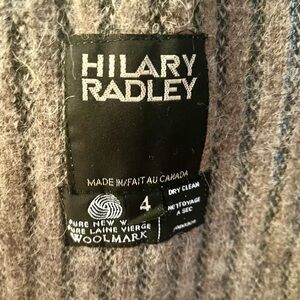 HILARY
RADLEY
MADE IN/FAIT AU CANADA
4
DRY CLEAN
NETTOYAGE
A SEC
PURE NEW W
PURE LAINE VIERGE
WOOLMARK